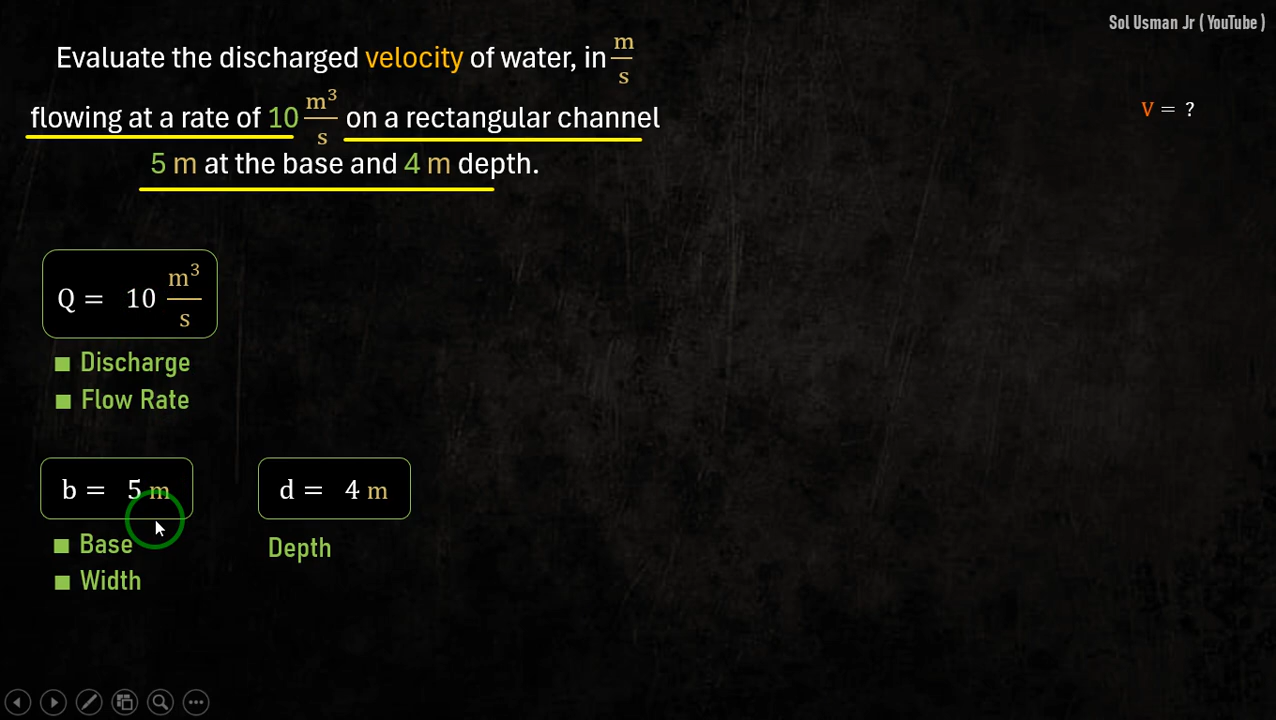 Sol Usman Jr ( YouTube )
Evaluate the discharged velocity of water, in m/s
flowing at a rate of 10 m³/s on a rectangular channel
5 m at the base and 4 m depth.
V = ?
Q = 10 m³/s
■ Discharge
■ Flow Rate
b = 5 m
d = 4 m
■ Base
Depth
■ Width